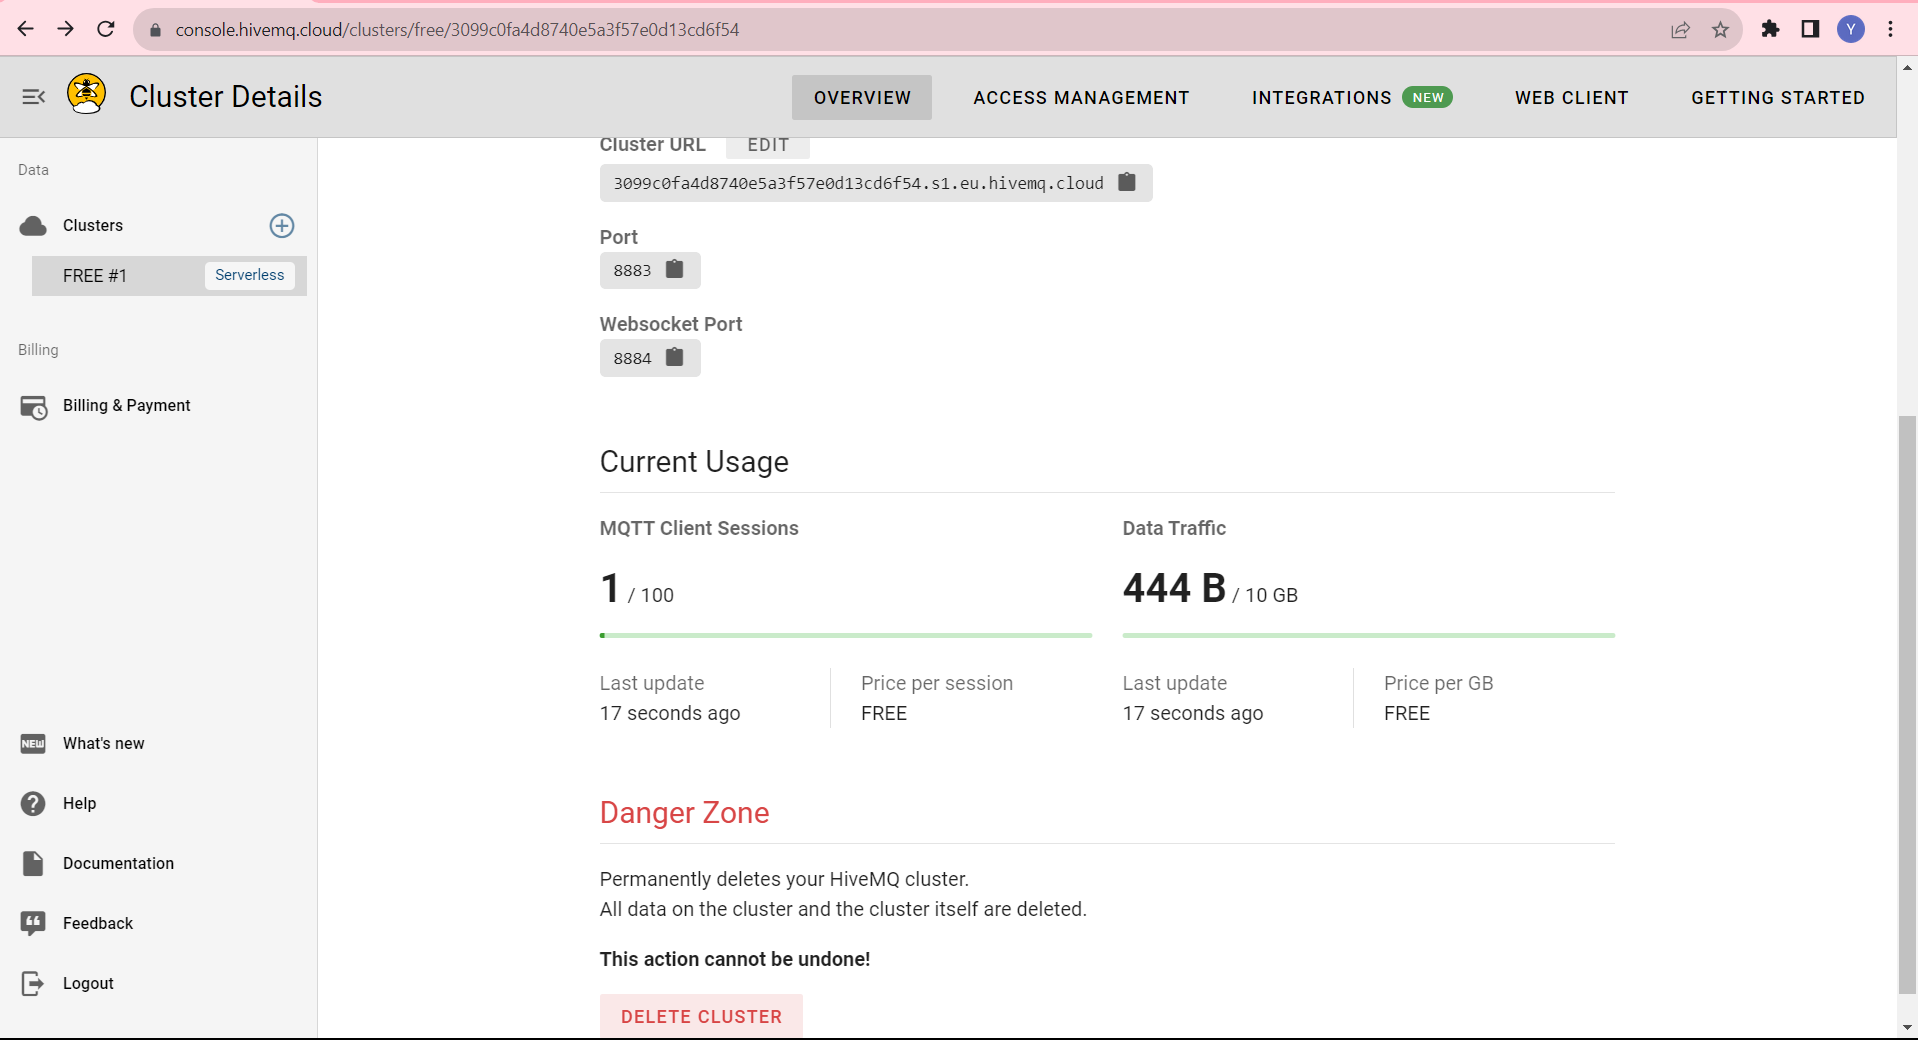 console.hivemq.cloud/clusters/free/3099c0fa4d8740e5a3f57e0d13cd6f54
Y
Cluster Details
OVERVIEW
ACCESS MANAGEMENT
INTEGRATIONS NEW
WEB CLIENT
GETTING STARTED
Data
Clusters
FREE #1 Serverless
Billing
Billing & Payment
NEW What's new
Help
Documentation
Feedback
Logout
Cluster URL EDIT
3099c0fa4d8740e5a3f57e0d13cd6f54.s1.eu.hivemq.cloud
Port
8883
Websocket Port
8884
Current Usage
MQTT Client Sessions
1 / 100
Last update
17 seconds ago
Price per session
FREE
Data Traffic
444 B / 10 GB
Last update
17 seconds ago
Price per GB
FREE
Danger Zone
Permanently deletes your HiveMQ cluster.
All data on the cluster and the cluster itself are deleted.
This action cannot be undone!
DELETE CLUSTER